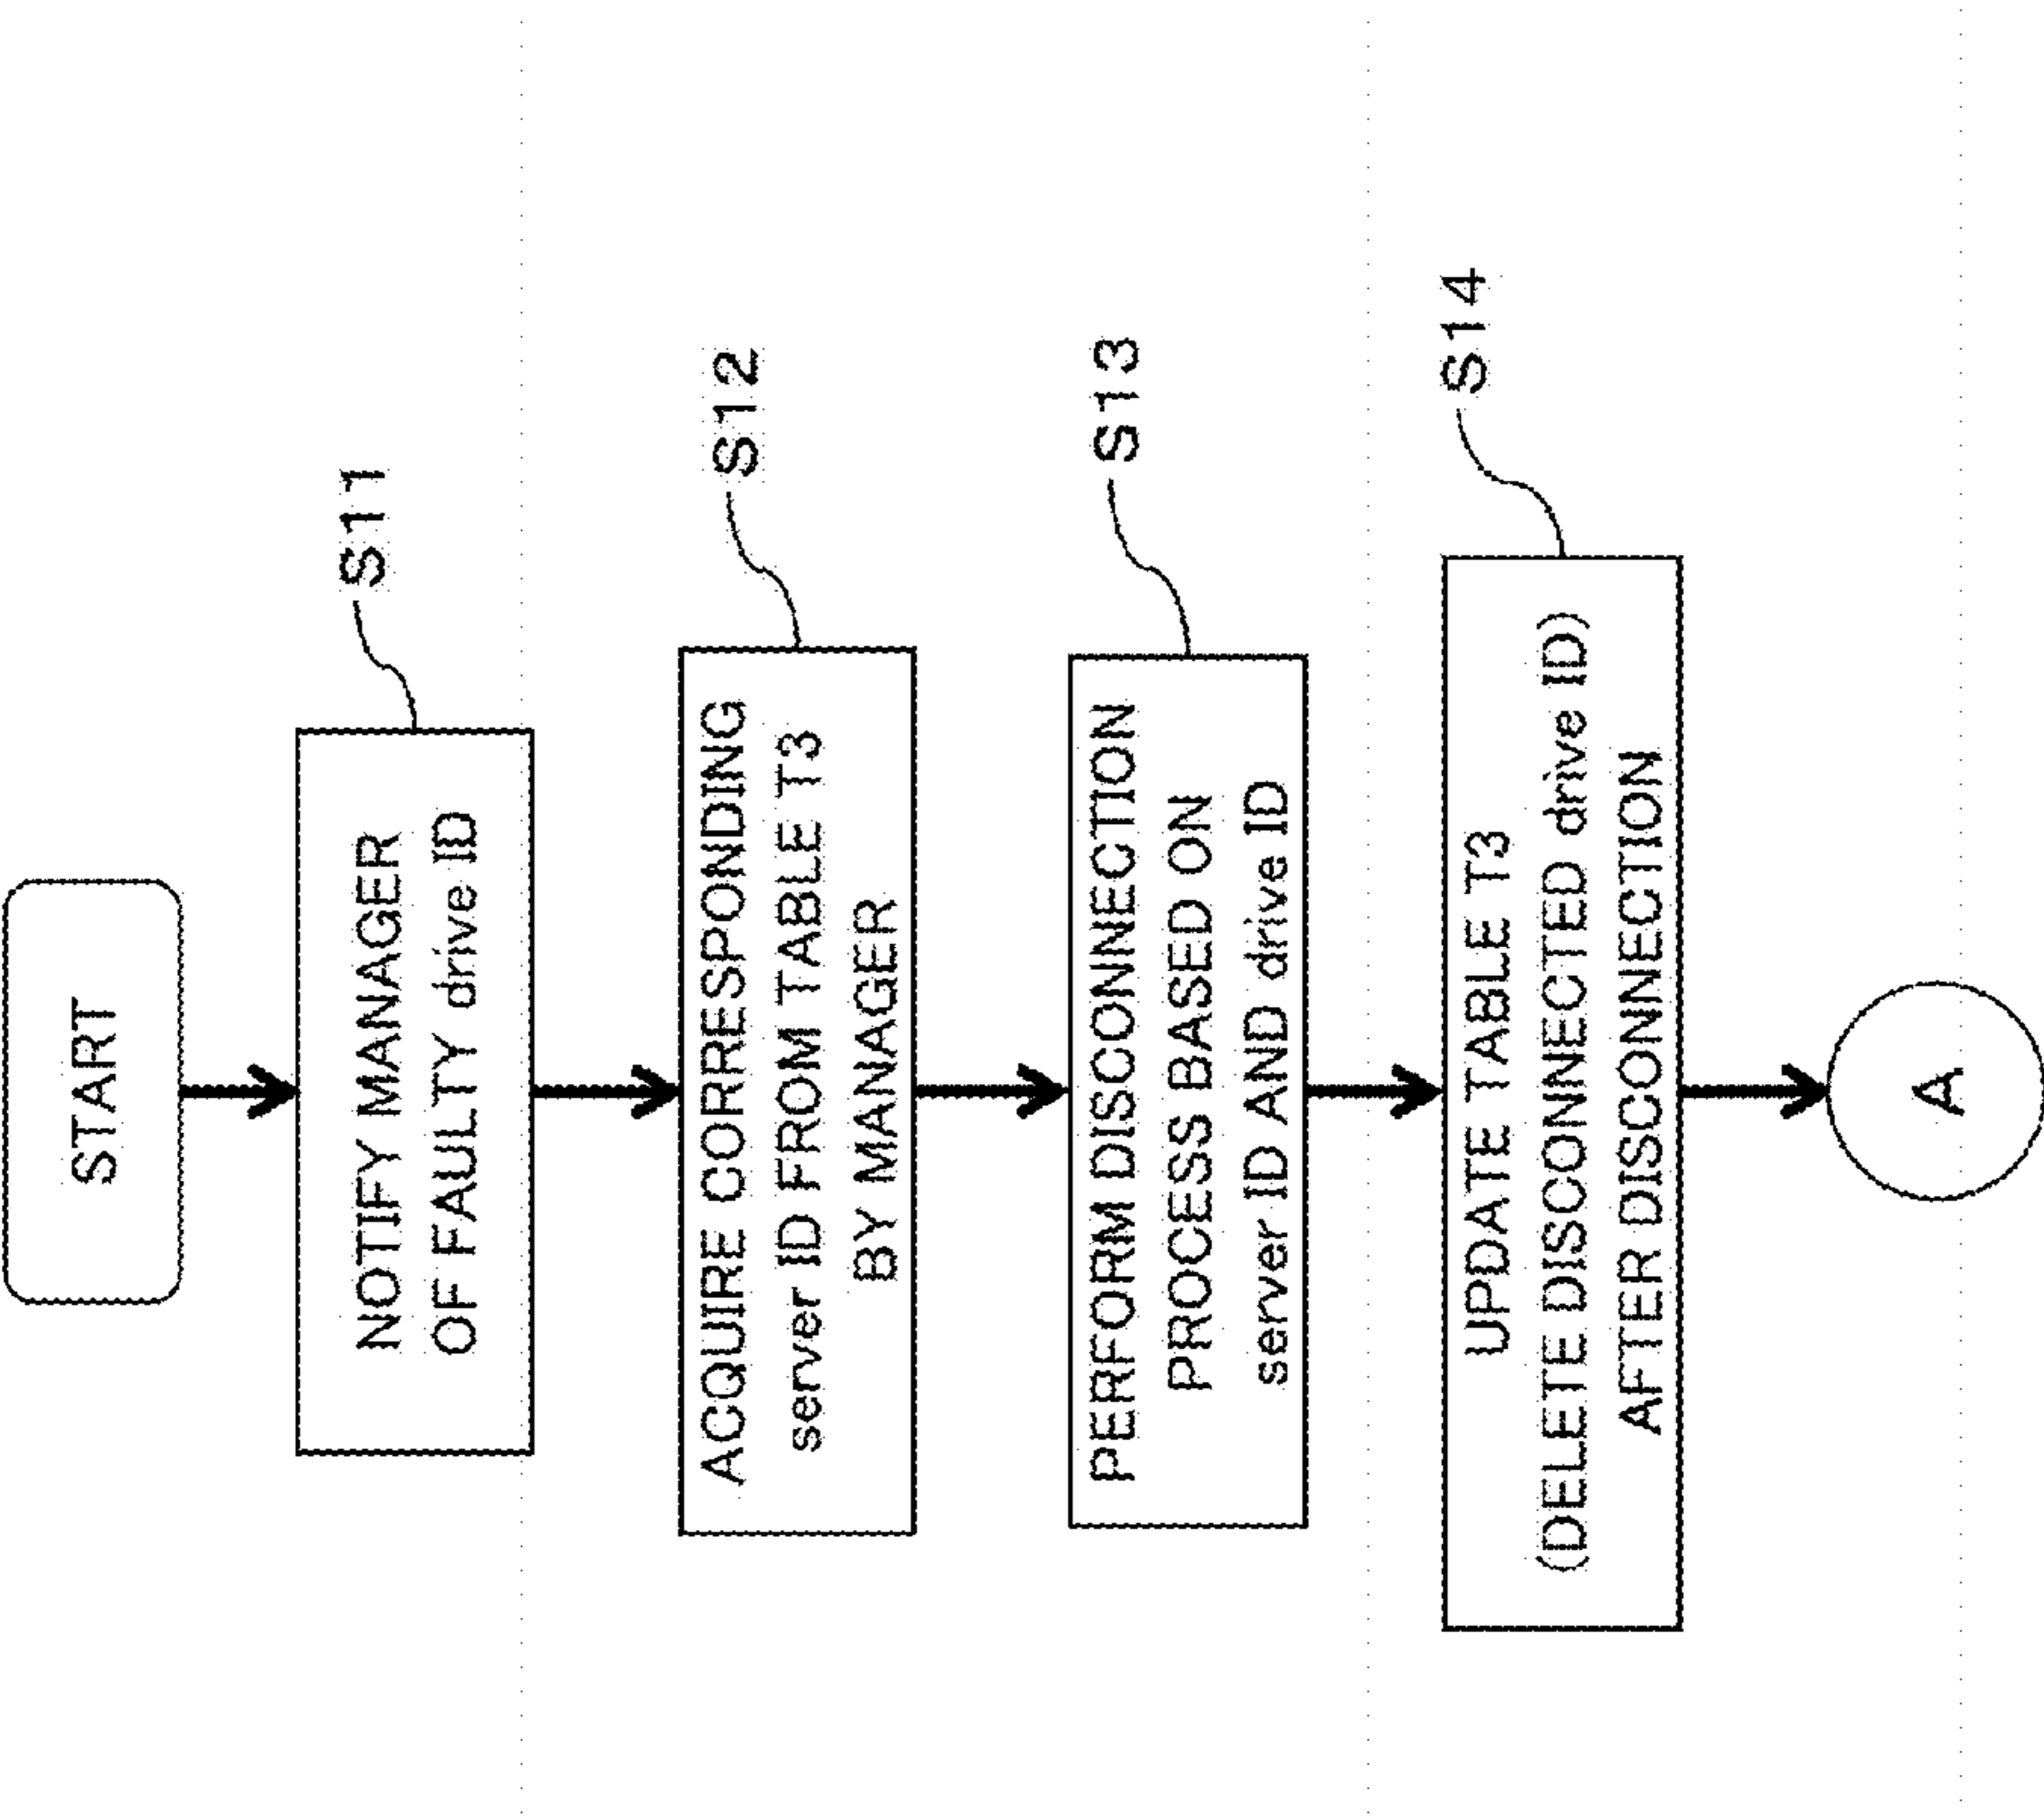 START
NOTIFY MANAGER
OF FAULTY drive ID
S11
ACQUIRE CORRESPONDING
server ID FROM TABLE T3
BY MANAGER
S12
PERFORM DISCONNECTION
PROCESS BASED ON
server ID AND drive ID
S13
UPDATE TABLE T3
(DELETE DISCONNECTED drive ID)
AFTER DISCONNECTION
S14
A